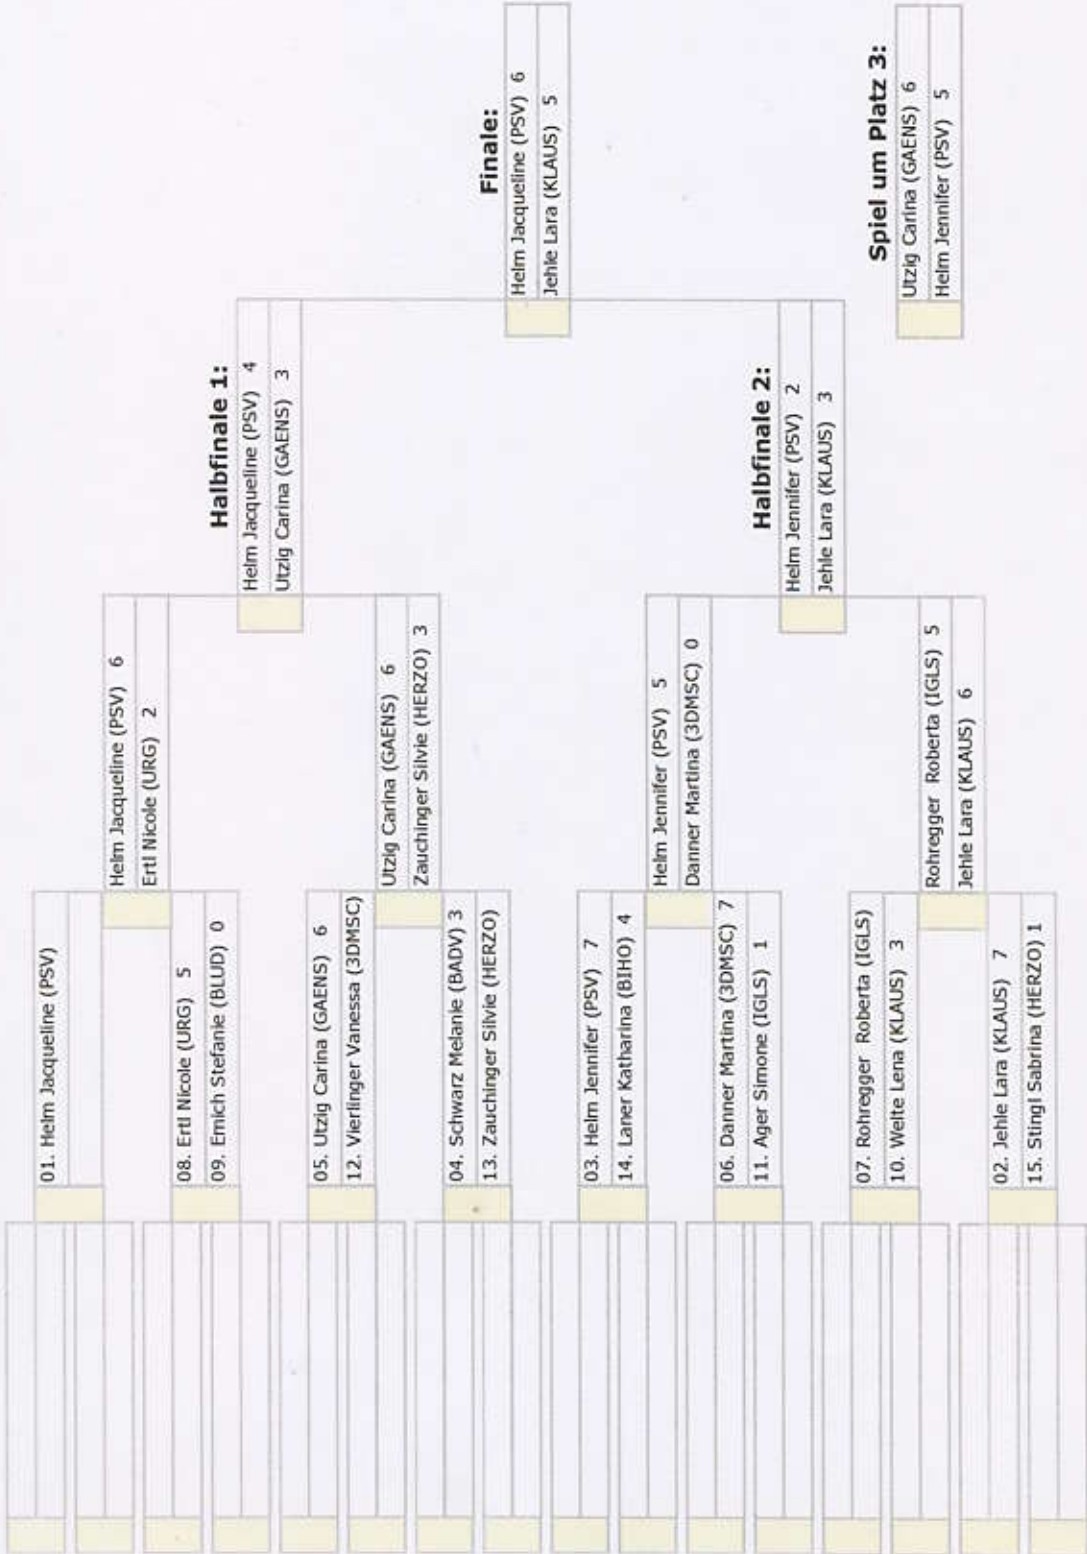 01. Helm Jacqueline (PSV)
08. Ertl Nicole (URG) 5
09. Emich Stefanie (BLUD) 0
05. Utzig Carina (GAENS) 6
12. Vierlinger Vanessa (3DMSC)
04. Schwarz Melanie (BADV) 3
13. Zauchinger Silvie (HERZO)
03. Helm Jennifer (PSV) 7
14. Laner Katharina (BIHO) 4
06. Danner Martina (3DMSC) 7
11. Ager Simone (IGLS) 1
07. Rohregger Roberta (IGLS)
10. Welte Lena (KLAUS) 3
02. Jehle Lara (KLAUS) 7
15. Stingl Sabrina (HERZO) 1
Helm Jacqueline (PSV) 6
Ertl Nicole (URG) 2
Utzig Carina (GAENS) 6
Zauchinger Silvie (HERZO) 3
Helm Jennifer (PSV) 5
Danner Martina (3DMSC) 0
Rohregger Roberta (IGLS) 5
Jehle Lara (KLAUS) 6
Halbfinale 1:
Helm Jacqueline (PSV) 4
Utzig Carina (GAENS) 3
Halbfinale 2:
Helm Jennifer (PSV) 2
Jehle Lara (KLAUS) 3
Finale:
Helm Jacqueline (PSV) 6
Jehle Lara (KLAUS) 5
Spiel um Platz 3:
Utzig Carina (GAENS) 6
Helm Jennifer (PSV) 5